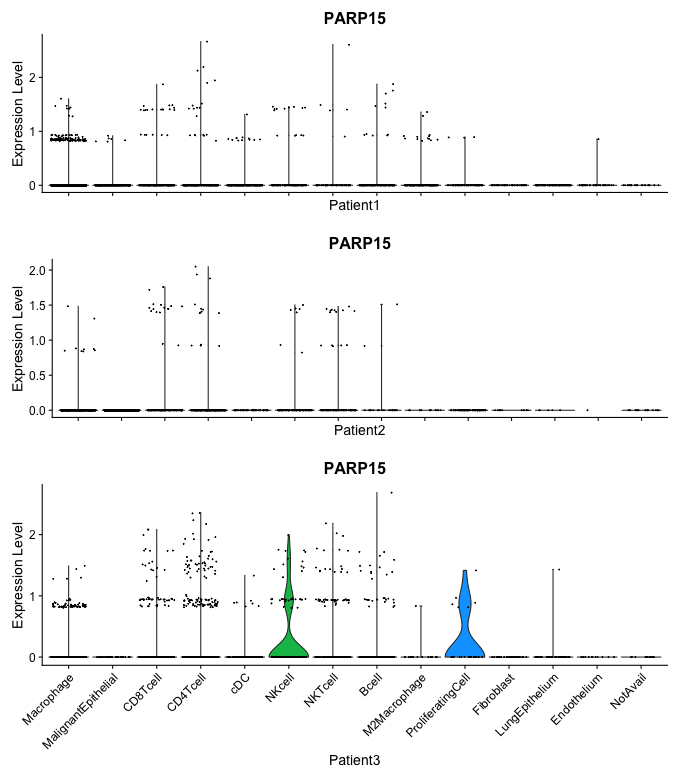 PARP15
Expression Level
2
1
0
Patient1
PARP15
Expression Level
2.0
1.5
1.0
0.5
0.0
Patient2
PARP15
Expression Level
2
1
0
Macrophage
MalignantEpithelial
CD8Tcell
CD4Tcell
cDC
NKcell
NKTcell
Bcell
M2Macrophage
ProliferatingCell
Fibroblast
LungEpithelium
Endothelium
NotAvail
Patient3